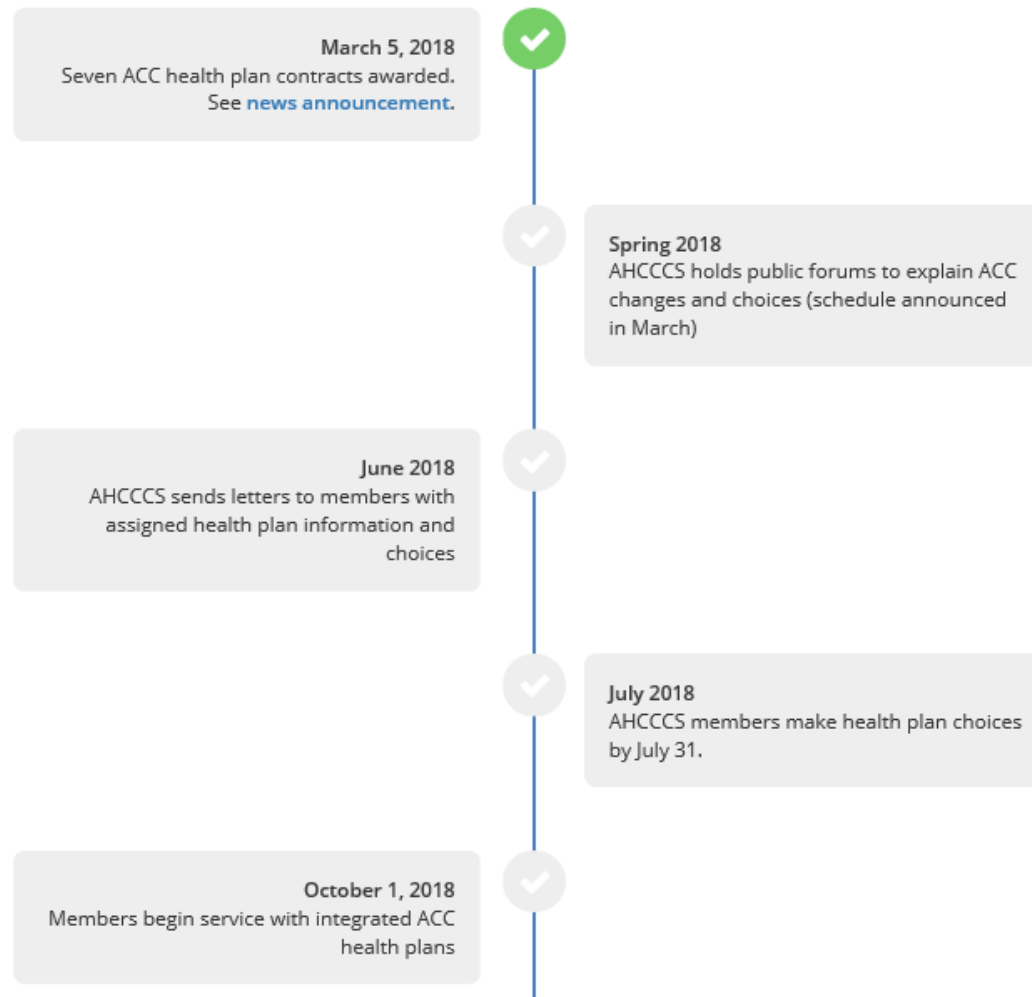 March 5, 2018
Seven ACC health plan contracts awarded.
See news announcement.
Spring 2018
AHCCCS holds public forums to explain ACC
changes and choices (schedule announced
in March)
June 2018
AHCCCS sends letters to members with
assigned health plan information and
choices
July 2018
AHCCCS members make health plan choices
by July 31.
October 1, 2018
Members begin service with integrated ACC
health plans